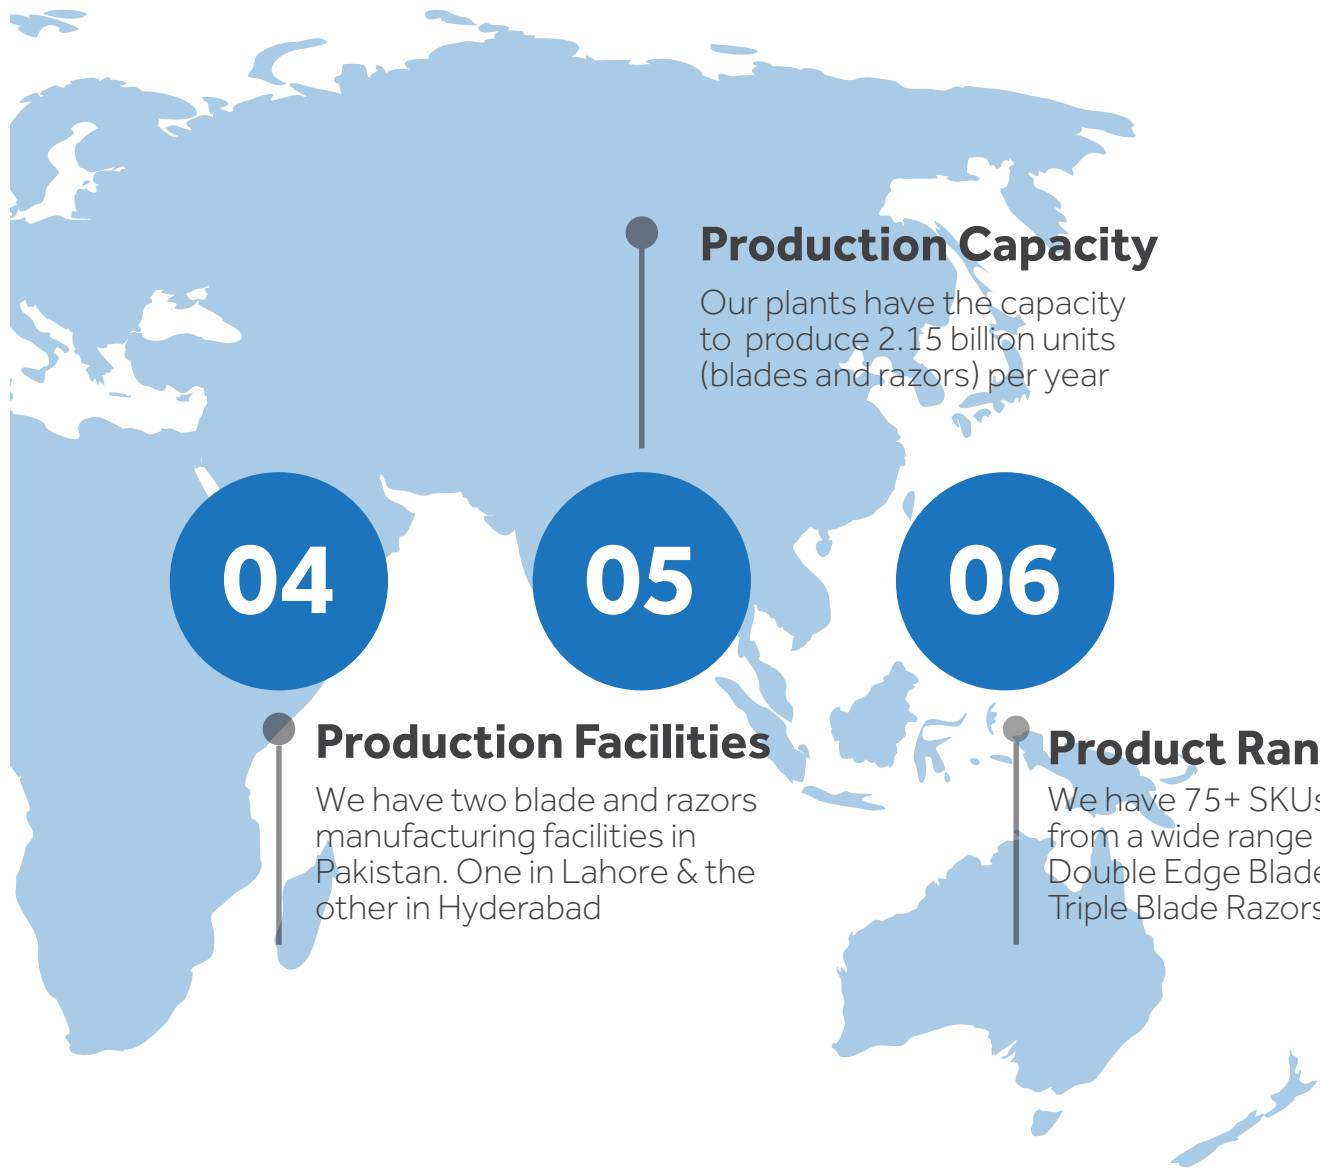 Production Capacity
Our plants have the capacity
to produce 2.15 billion units
(blades and razors) per year
04
05
06
Production Facilities
We have two blade and razors
manufacturing facilities in
Pakistan. One in Lahore & the
other in Hyderabad
Product Ran
We have 75+ SKUs
from a wide range
Double Edge Blade
Triple Blade Razors